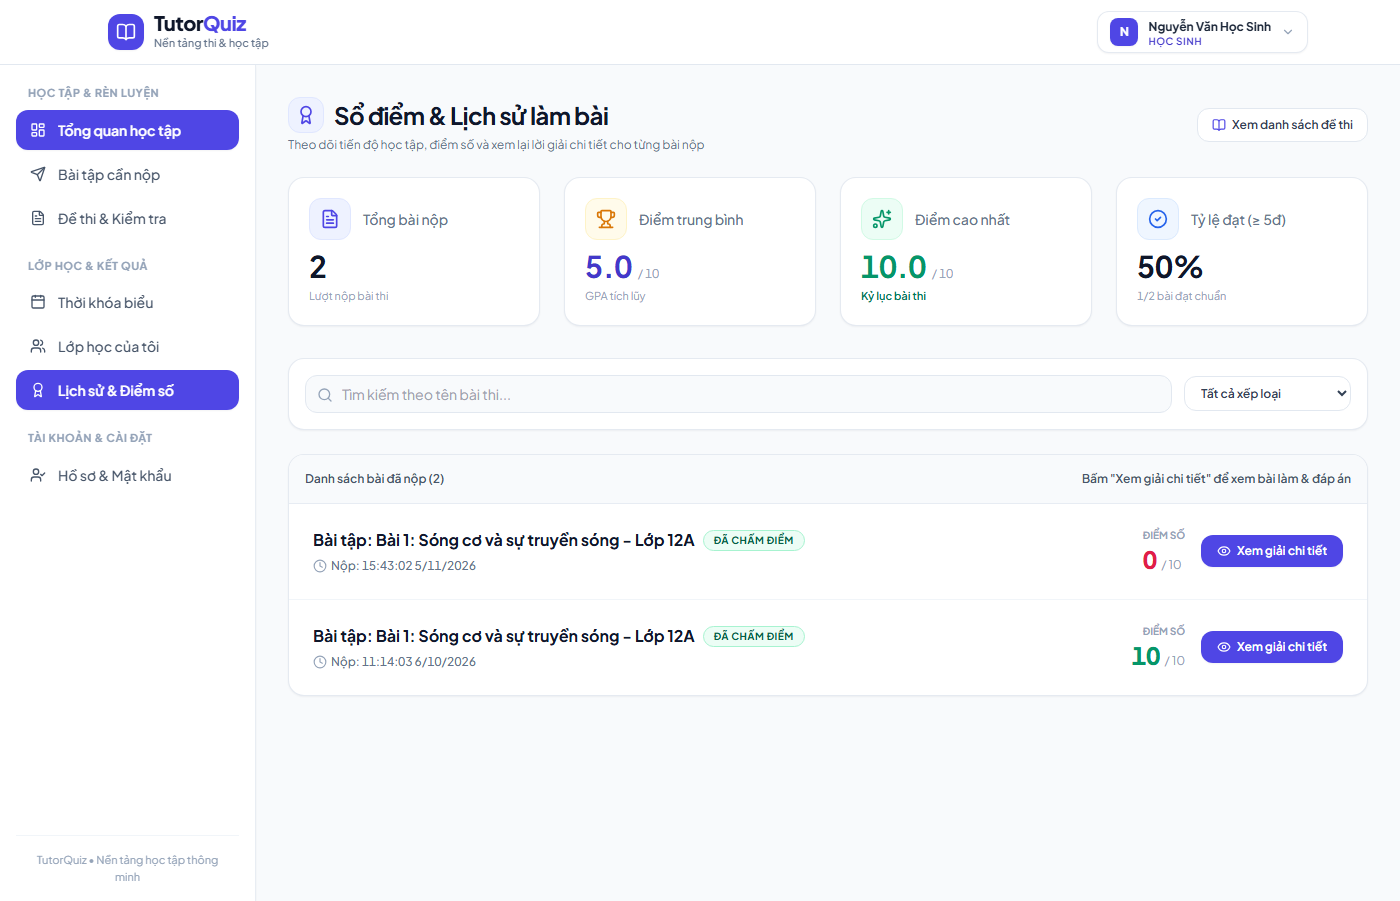 TutorQuiz
Nền tảng thi & học tập
N
Nguyễn Văn Học Sinh
HỌC SINH
HỌC TẬP & RÈN LUYỆN
Tổng quan học tập
Bài tập cần nộp
Đề thi & Kiểm tra
LỚP HỌC & KẾT QUẢ
Thời khóa biểu
Lớp học của tôi
Lịch sử & Điểm số
TÀI KHOẢN & CÀI ĐẶT
Hồ sơ & Mật khẩu
TutorQuiz • Nền tảng học tập thông
minh
Sổ điểm & Lịch sử làm bài
Theo dõi tiến độ học tập, điểm số và xem lại lời giải chi tiết cho từng bài nộp
Xem danh sách đề thi
Tổng bài nộp
2
Lượt nộp bài thi
Điểm trung bình
5.0 / 10
GPA tích lũy
Điểm cao nhất
10.0 / 10
Kỷ lục bài thi
Tỷ lệ đạt (≥ 5đ)
50%
1/2 bài đạt chuẩn
Tìm kiếm theo tên bài thi...
Tất cả xếp loại
Danh sách bài đã nộp (2)
Bấm "Xem giải chi tiết" để xem bài làm & đáp án
Bài tập: Bài 1: Sóng cơ và sự truyền sóng - Lớp 12A
ĐÃ CHẤM ĐIỂM
Nộp: 15:43:02 5/11/2026
ĐIỂM SỐ
0 / 10
Xem giải chi tiết
Bài tập: Bài 1: Sóng cơ và sự truyền sóng - Lớp 12A
ĐÃ CHẤM ĐIỂM
Nộp: 11:14:03 6/10/2026
ĐIỂM SỐ
10 / 10
Xem giải chi tiết